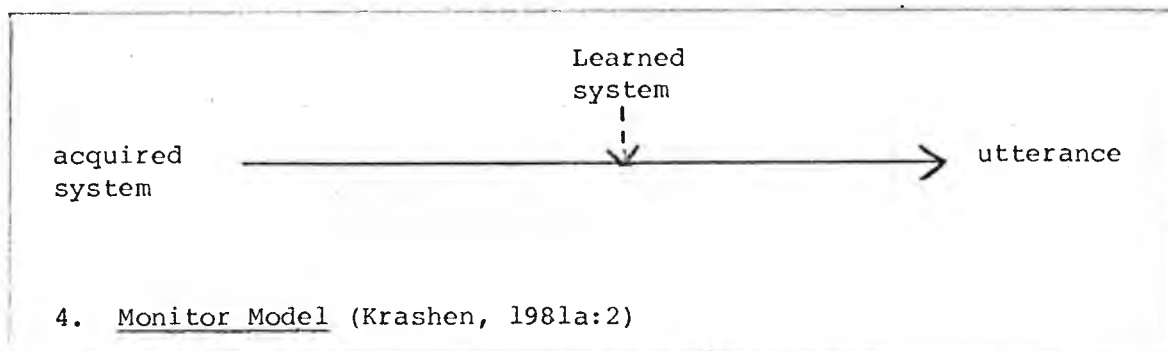 Learned
system
acquired
system
utterance
4. Monitor Model (Krashen, 1981a:2)